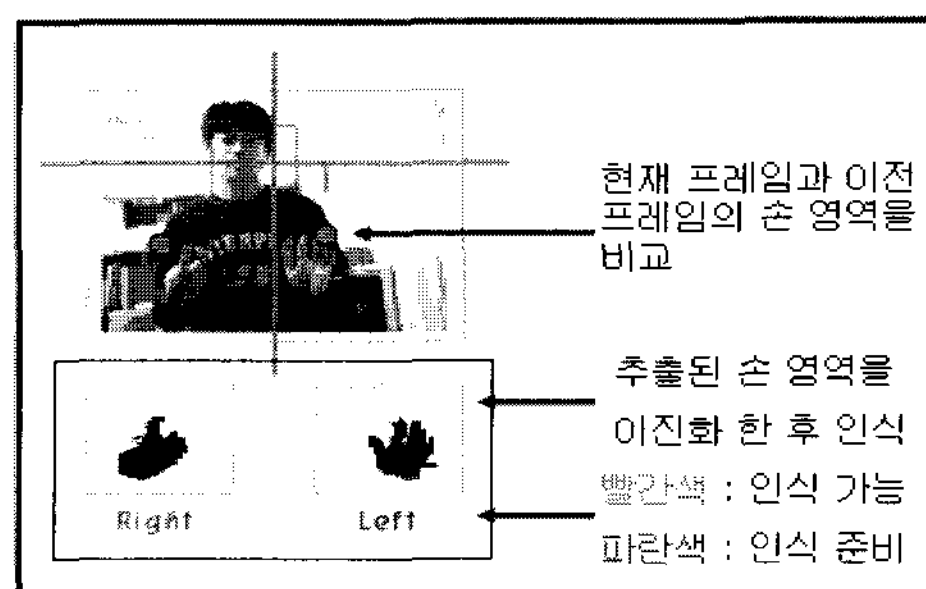 현재 프레임과 이전
프레임의 손 영역을
비교
추출된 손 영역을
이진화 한 후 인식
빨간색 : 인식 가능
파란색 : 인식 준비
Right
Left